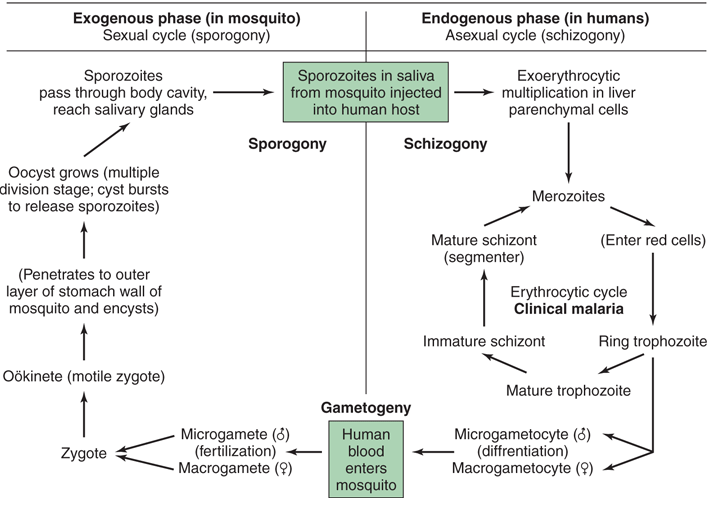 Exogenous phase (in mosquito)
Sexual cycle (sporogony)
Endogenous phase (in humans)
Asexual cycle (schizogony)
Sporozoites
pass through body cavity,
reach salivary glands
Sporozoites in saliva
from mosquito injected
into human host
Exoerythrocytic
multiplication in liver
parenchymal cells
Sporogony
Schizogony
Oocyst grows (multiple
division stage; cyst bursts
to release sporozoites)
Merozoites
Mature schizont
(segmenter)
(Enter red cells)
(Penetrates to outer
layer of stomach wall of
mosquito and encysts)
Erythrocytic cycle
Clinical malaria
Immature schizont
Ring trophozoite
Oökinete (motile zygote)
Mature trophozoite
Gametogeny
Zygote
Microgamete (♂)
(fertilization)
Macrogamete (♀)
Human
blood
enters
mosquito
Microgametocyte (♂)
(diffrentiation)
Macrogametocyte (♀)